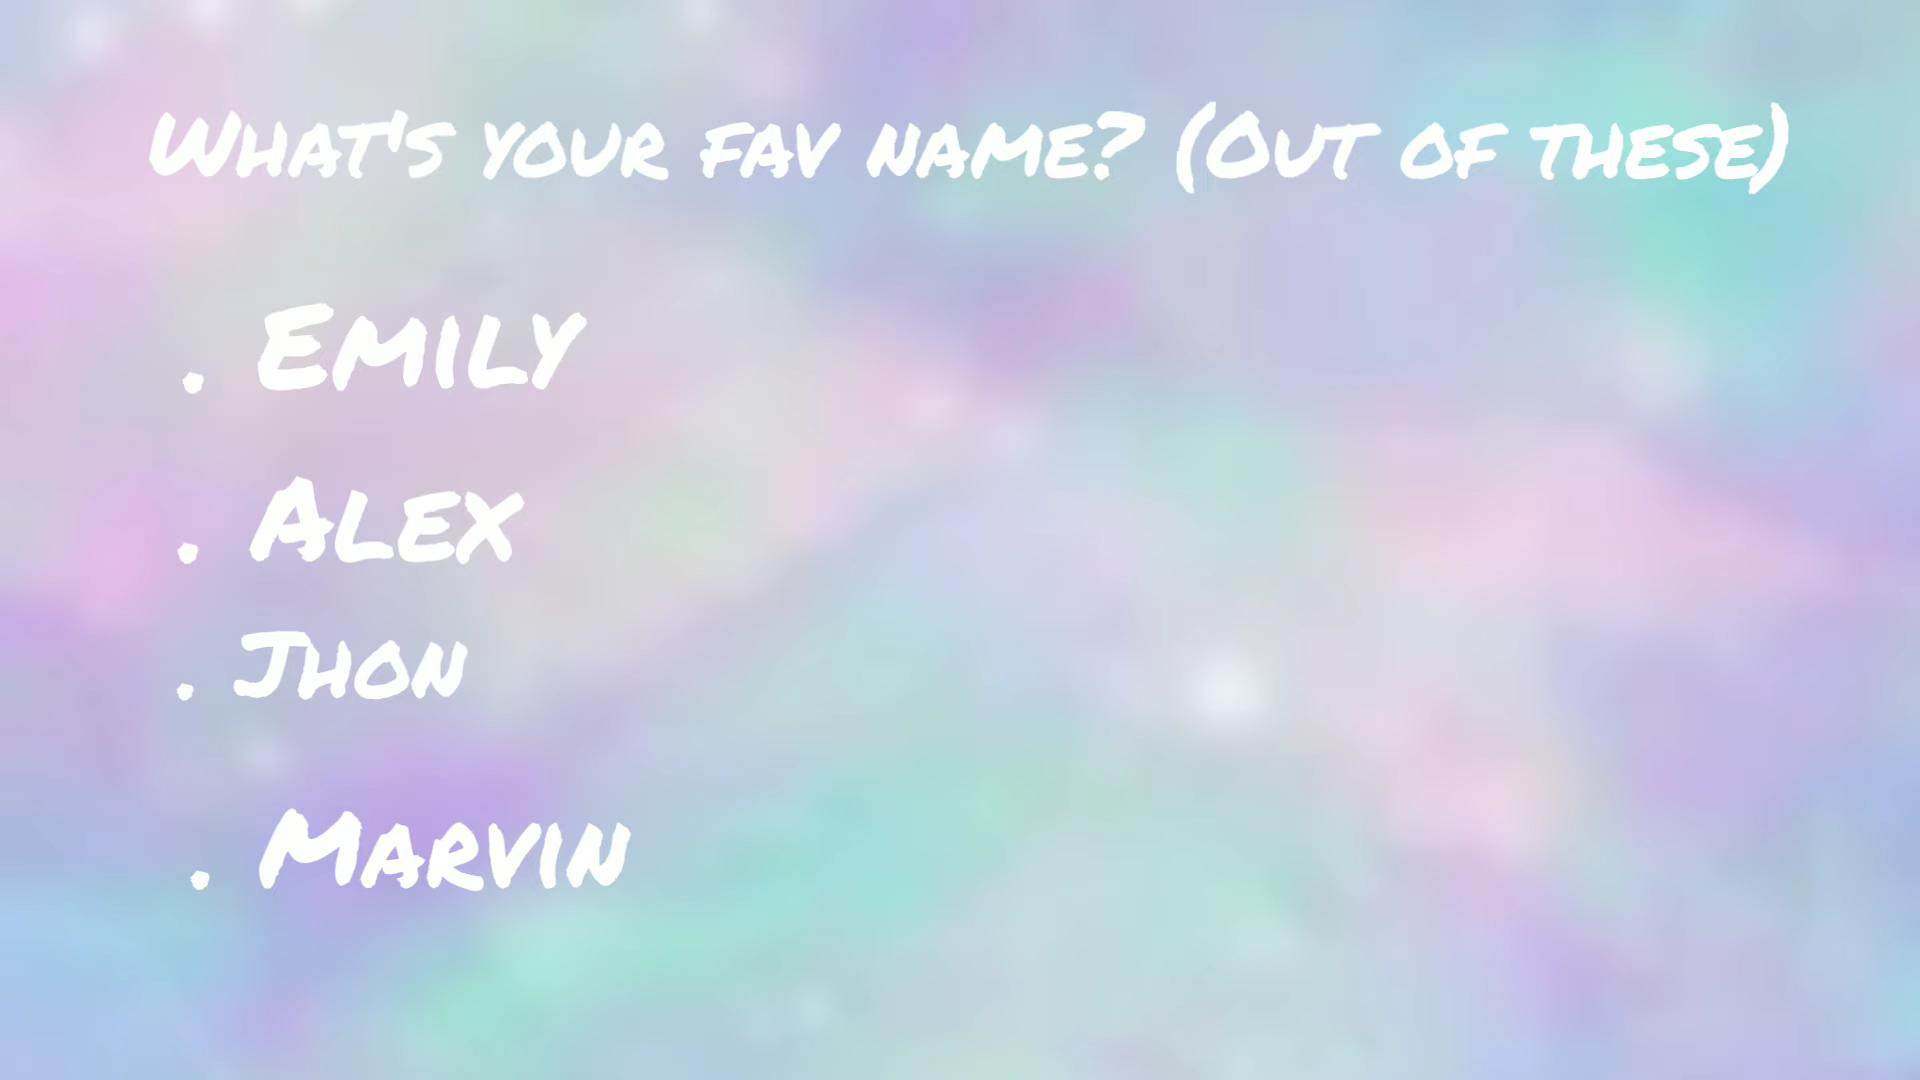 What's your fav name? (Out of these)
. Emily
. Alex
. Jhon
. Marvin